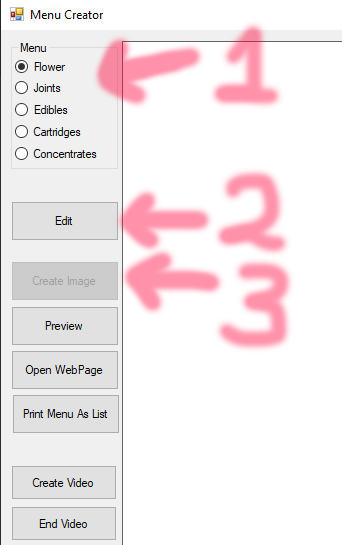 Menu Creator
Menu
Flower
Joints
Edibles
Cartridges
Concentrates
1
Edit
2
Create Image
3
Preview
Open WebPage
Print Menu As List
Create Video
End Video